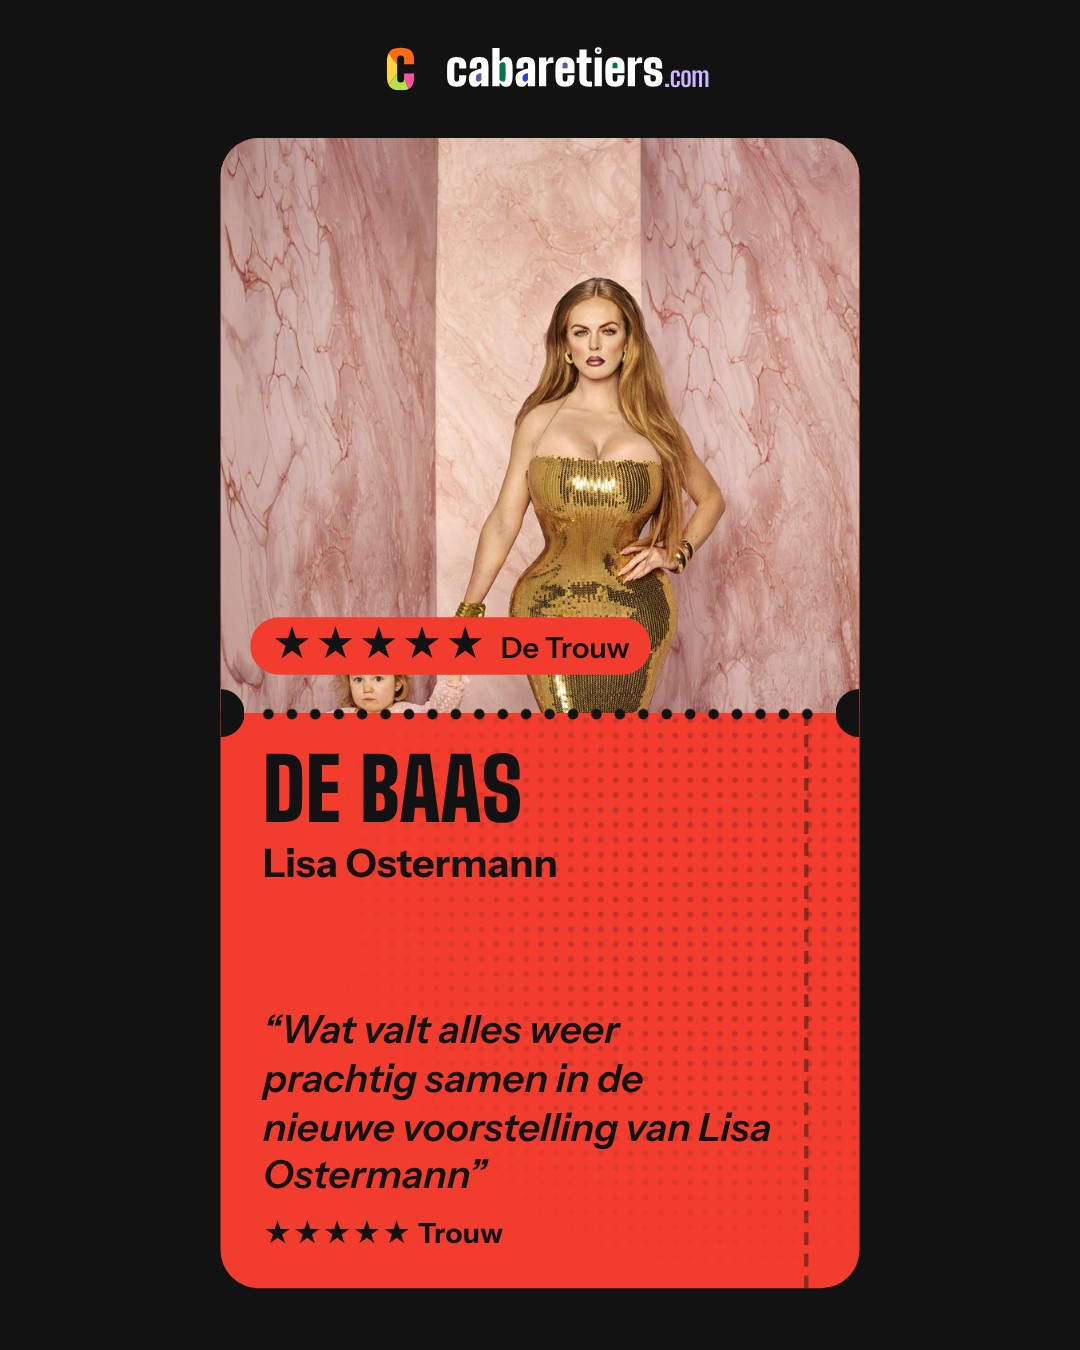 cabaretiers.com
★★★★★ De Trouw
DE BAAS
Lisa Ostermann
“Wat valt alles weer
prachtig samen in de
nieuwe voorstelling van Lisa
Ostermann”
★★★★★ Trouw